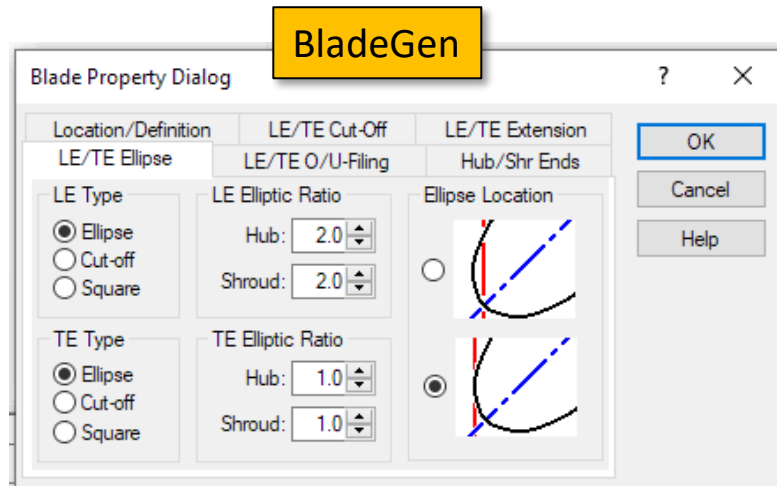 BladeGen
Blade Property Dialog ?
Location/Definition LE/TE Cut-Off LE/TE Extension
LE/TE Ellipse LE/TE O/U-Filing Hub/Shr Ends
OK
Cancel
Help
LE Type
Ellipse
Cut-off
Square
LE Elliptic Ratio
Hub: 2.0
Shroud: 2.0
Ellipse Location
TE Type
Ellipse
Cut-off
Square
TE Elliptic Ratio
Hub: 1.0
Shroud: 1.0